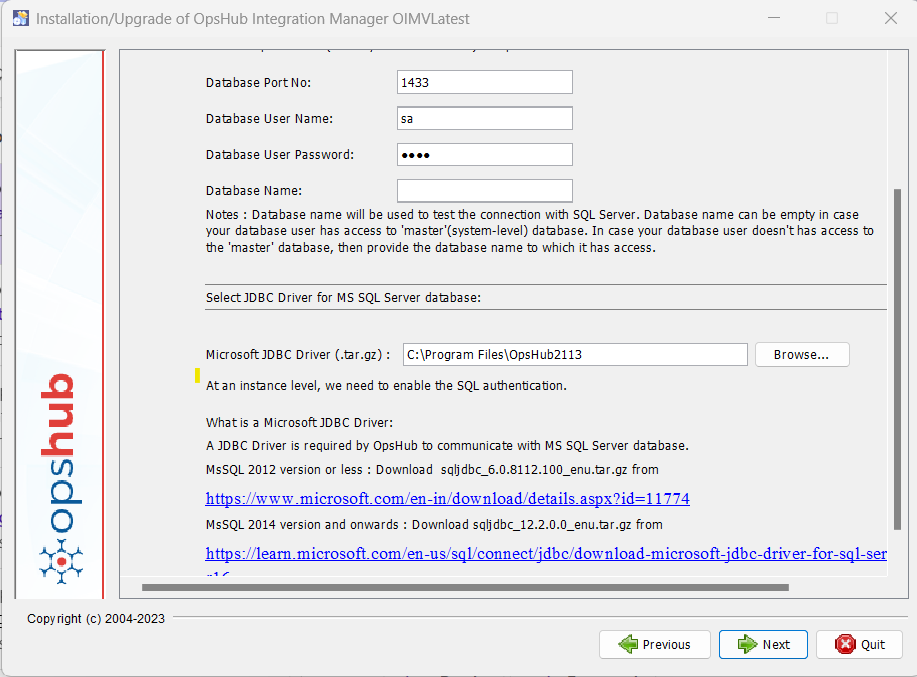 Installation/Upgrade of OpsHub Integration Manager OIMVLatest
Database Port No: 1433
Database User Name: sa
Database User Password: ●●●●
Database Name:
Notes : Database name will be used to test the connection with SQL Server. Database name can be empty in case
your database user has access to 'master'(system-level) database. In case your database user doesn't has access to
the 'master' database, then provide the database name to which it has access.
Select JDBC Driver for MS SQL Server database:
Microsoft JDBC Driver (.tar.gz) : C:\Program Files\OpsHub2113 Browse...
At an instance level, we need to enable the SQL authentication.
What is a Microsoft JDBC Driver:
A JDBC Driver is required by OpsHub to communicate with MS SQL Server database.
MsSQL 2012 version or less : Download sqljdbc_6.0.8112.100_enu.tar.gz from
https://www.microsoft.com/en-in/download/details.aspx?id=11774
MsSQL 2014 version and onwards : Download sqljdbc_12.2.0.0_enu.tar.gz from
https://learn.microsoft.com/en-us/sql/connect/jdbc/download-microsoft-jdbc-driver-for-sql-ser
opshub
Copyright (c) 2004-2023
Previous Next Quit